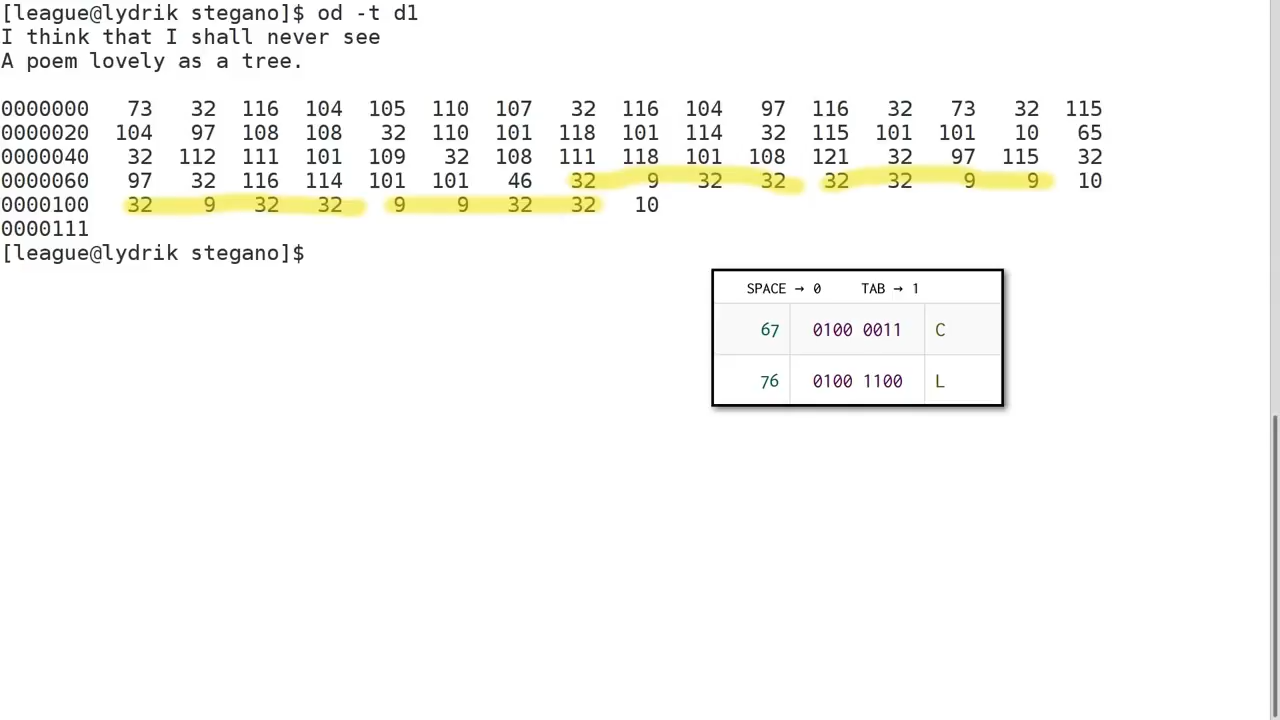 [league@lydrik stegano]$ od -t d1
I think that I shall never see
A poem lovely as a tree.
0000000 73 32 116 104 105 110 107 32 116 104 97 116 32 73 32 115
0000020 104 97 108 108 32 110 101 118 101 114 32 115 101 101 10 65
0000040 32 112 111 101 109 32 108 111 118 101 108 121 32 97 115 32
0000060 97 32 116 114 101 101 46 32 9 32 32 32 32 9 9 10
0000100 32 9 32 32 9 9 32 32 10
0000111
[league@lydrik stegano]$
SPACE → 0 TAB → 1
67 0100 0011 C
76 0100 1100 L